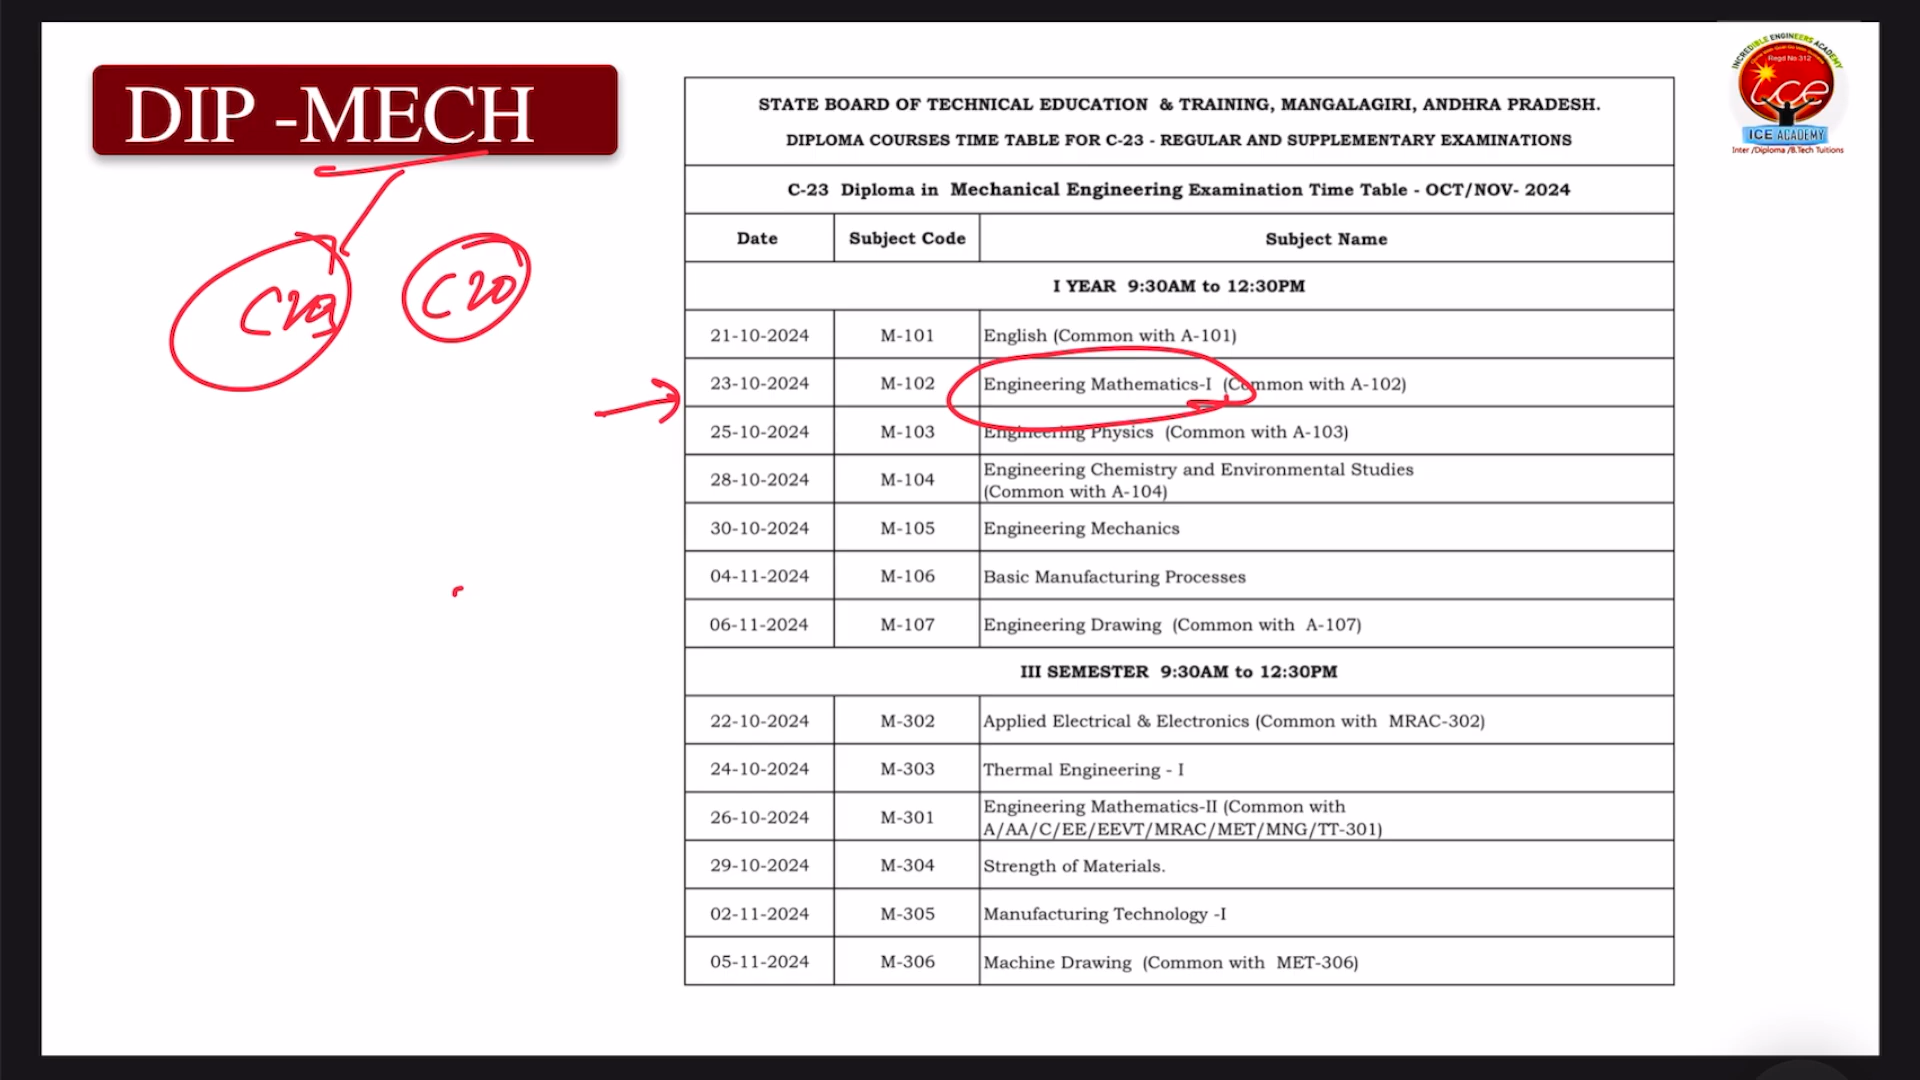 DIP -MECH
C23
C20
STATE BOARD OF TECHNICAL EDUCATION & TRAINING, MANGALAGIRI, ANDHRA PRADESH.
DIPLOMA COURSES TIME TABLE FOR C-23 - REGULAR AND SUPPLEMENTARY EXAMINATIONS
C-23 Diploma in Mechanical Engineering Examination Time Table - OCT/NOV- 2024
Date Subject Code Subject Name
I YEAR 9:30AM to 12:30PM
21-10-2024 M-101 English (Common with A-101)
23-10-2024 M-102 Engineering Mathematics-I (Common with A-102)
25-10-2024 M-103 Engineering Physics (Common with A-103)
28-10-2024 M-104 Engineering Chemistry and Environmental Studies
(Common with A-104)
30-10-2024 M-105 Engineering Mechanics
04-11-2024 M-106 Basic Manufacturing Processes
06-11-2024 M-107 Engineering Drawing (Common with A-107)
III SEMESTER 9:30AM to 12:30PM
22-10-2024 M-302 Applied Electrical & Electronics (Common with MRAC-302)
24-10-2024 M-303 Thermal Engineering - I
26-10-2024 M-301 Engineering Mathematics-II (Common with
A/AA/C/EE/EEVT/MRAC/MET/MNG/TT-301)
29-10-2024 M-304 Strength of Materials.
02-11-2024 M-305 Manufacturing Technology -I
05-11-2024 M-306 Machine Drawing (Common with MET-306)
INCREDIBLE ENGINEERS ACADEMY
Regd No 312
ice
ICE ACADEMY
Inter /Diploma /B.Tech Tuitions